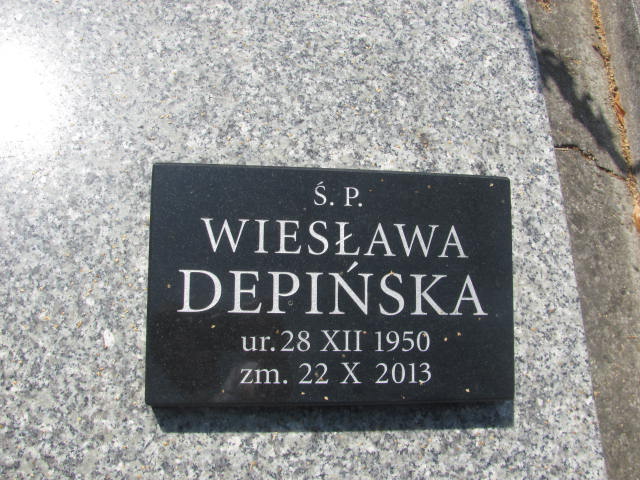 Ś. P.
WIESŁAWA
DEPIŃSKA
ur. 28 XII 1950
zm. 22 X 2013